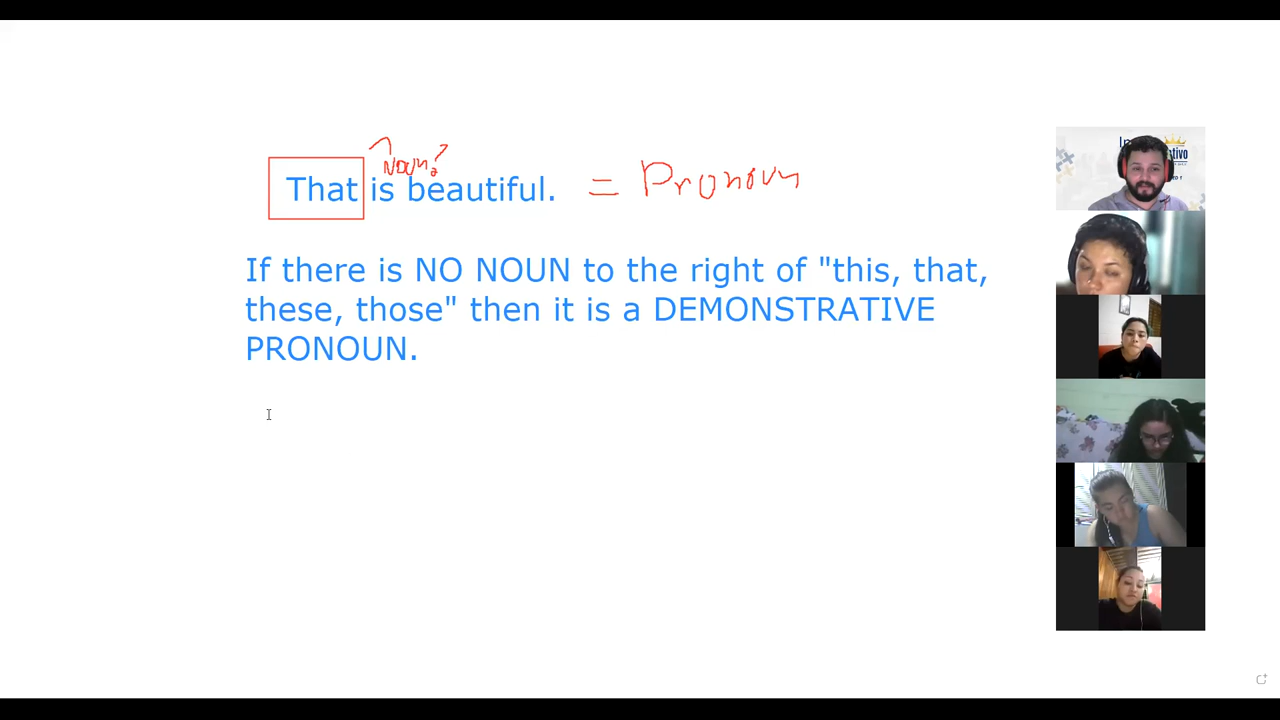 Noun?
That is beautiful. = Pronoun
If there is NO NOUN to the right of "this, that,
these, those" then it is a DEMONSTRATIVE
PRONOUN.